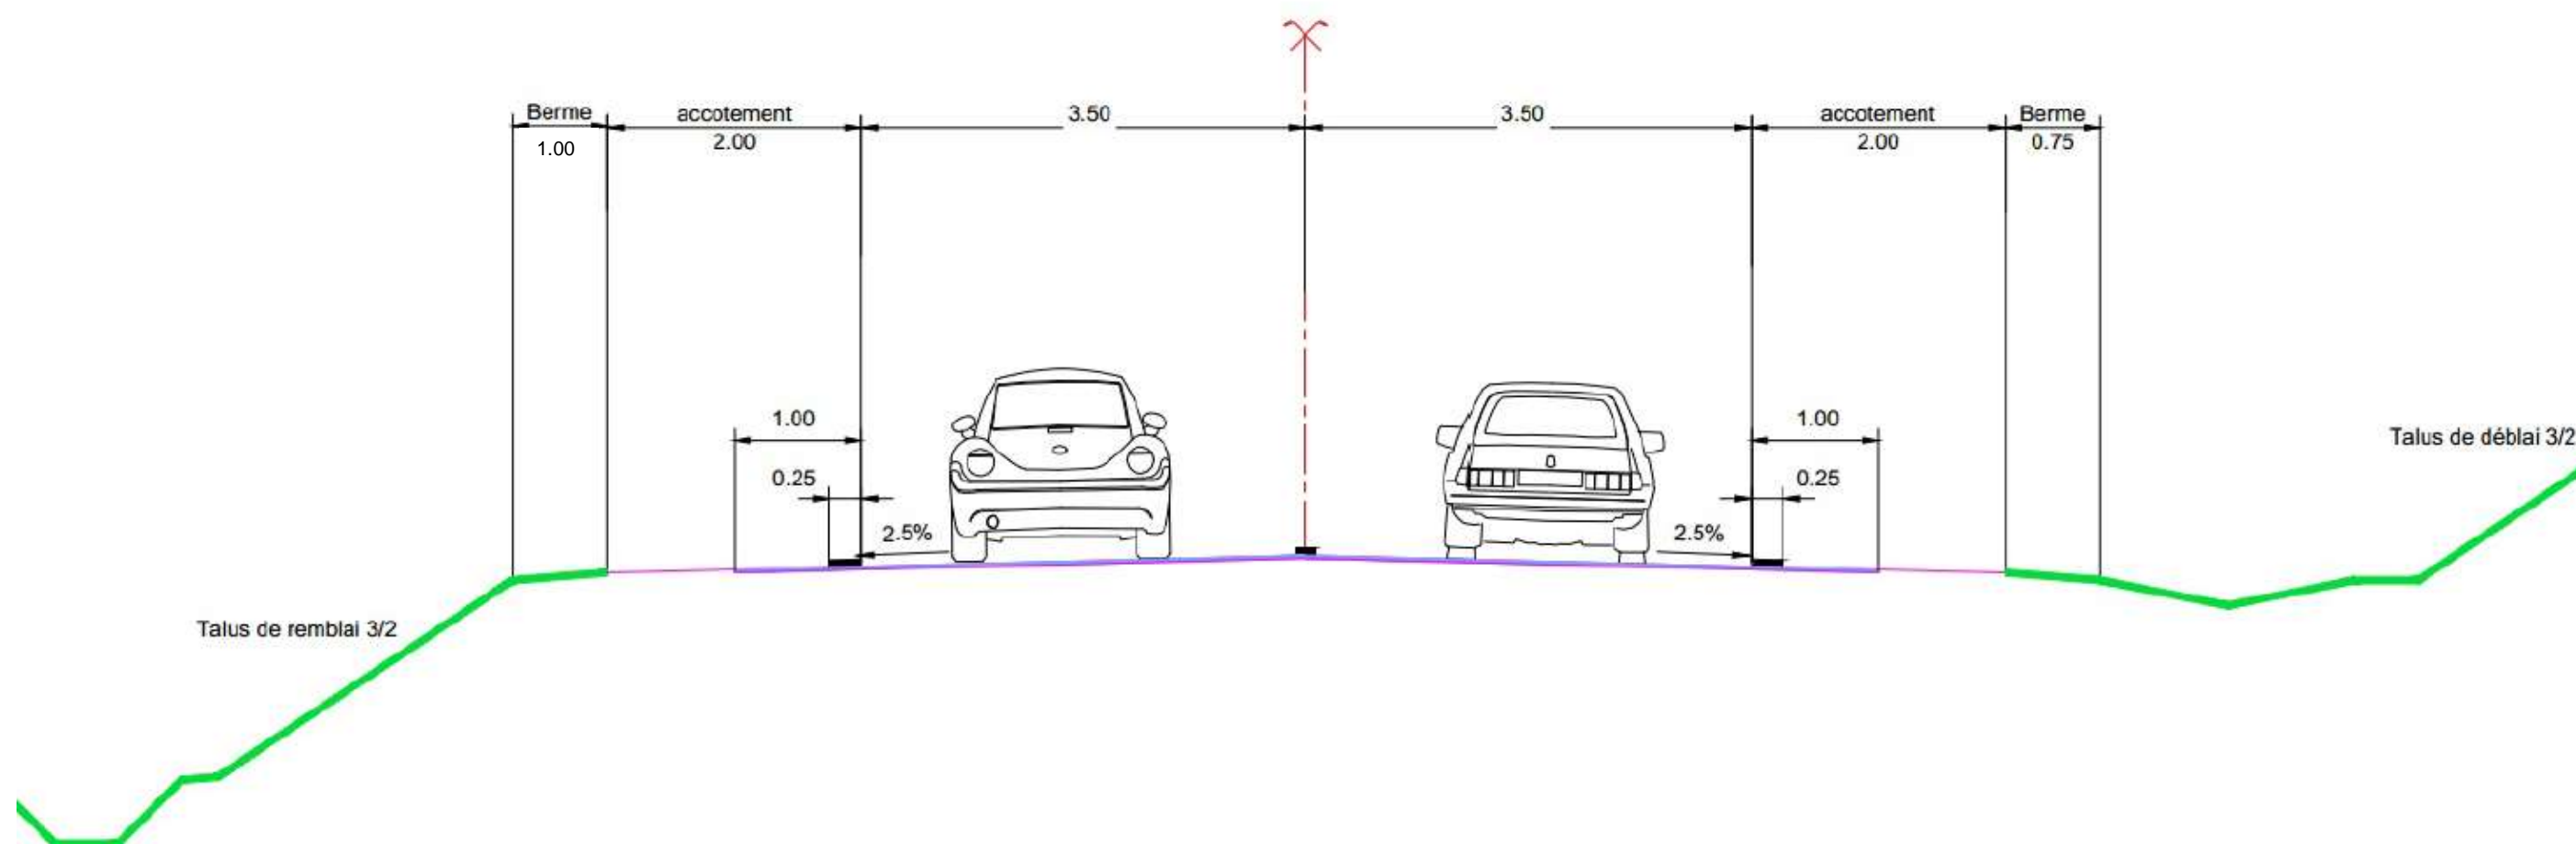 Berme
accotement
3.50
3.50
accotement
Berme
1.00
2.00
2.00
0.75
1.00
1.00
Talus de déblai 3/2
0.25
0.25
2.5%
2.5%
Talus de remblai 3/2